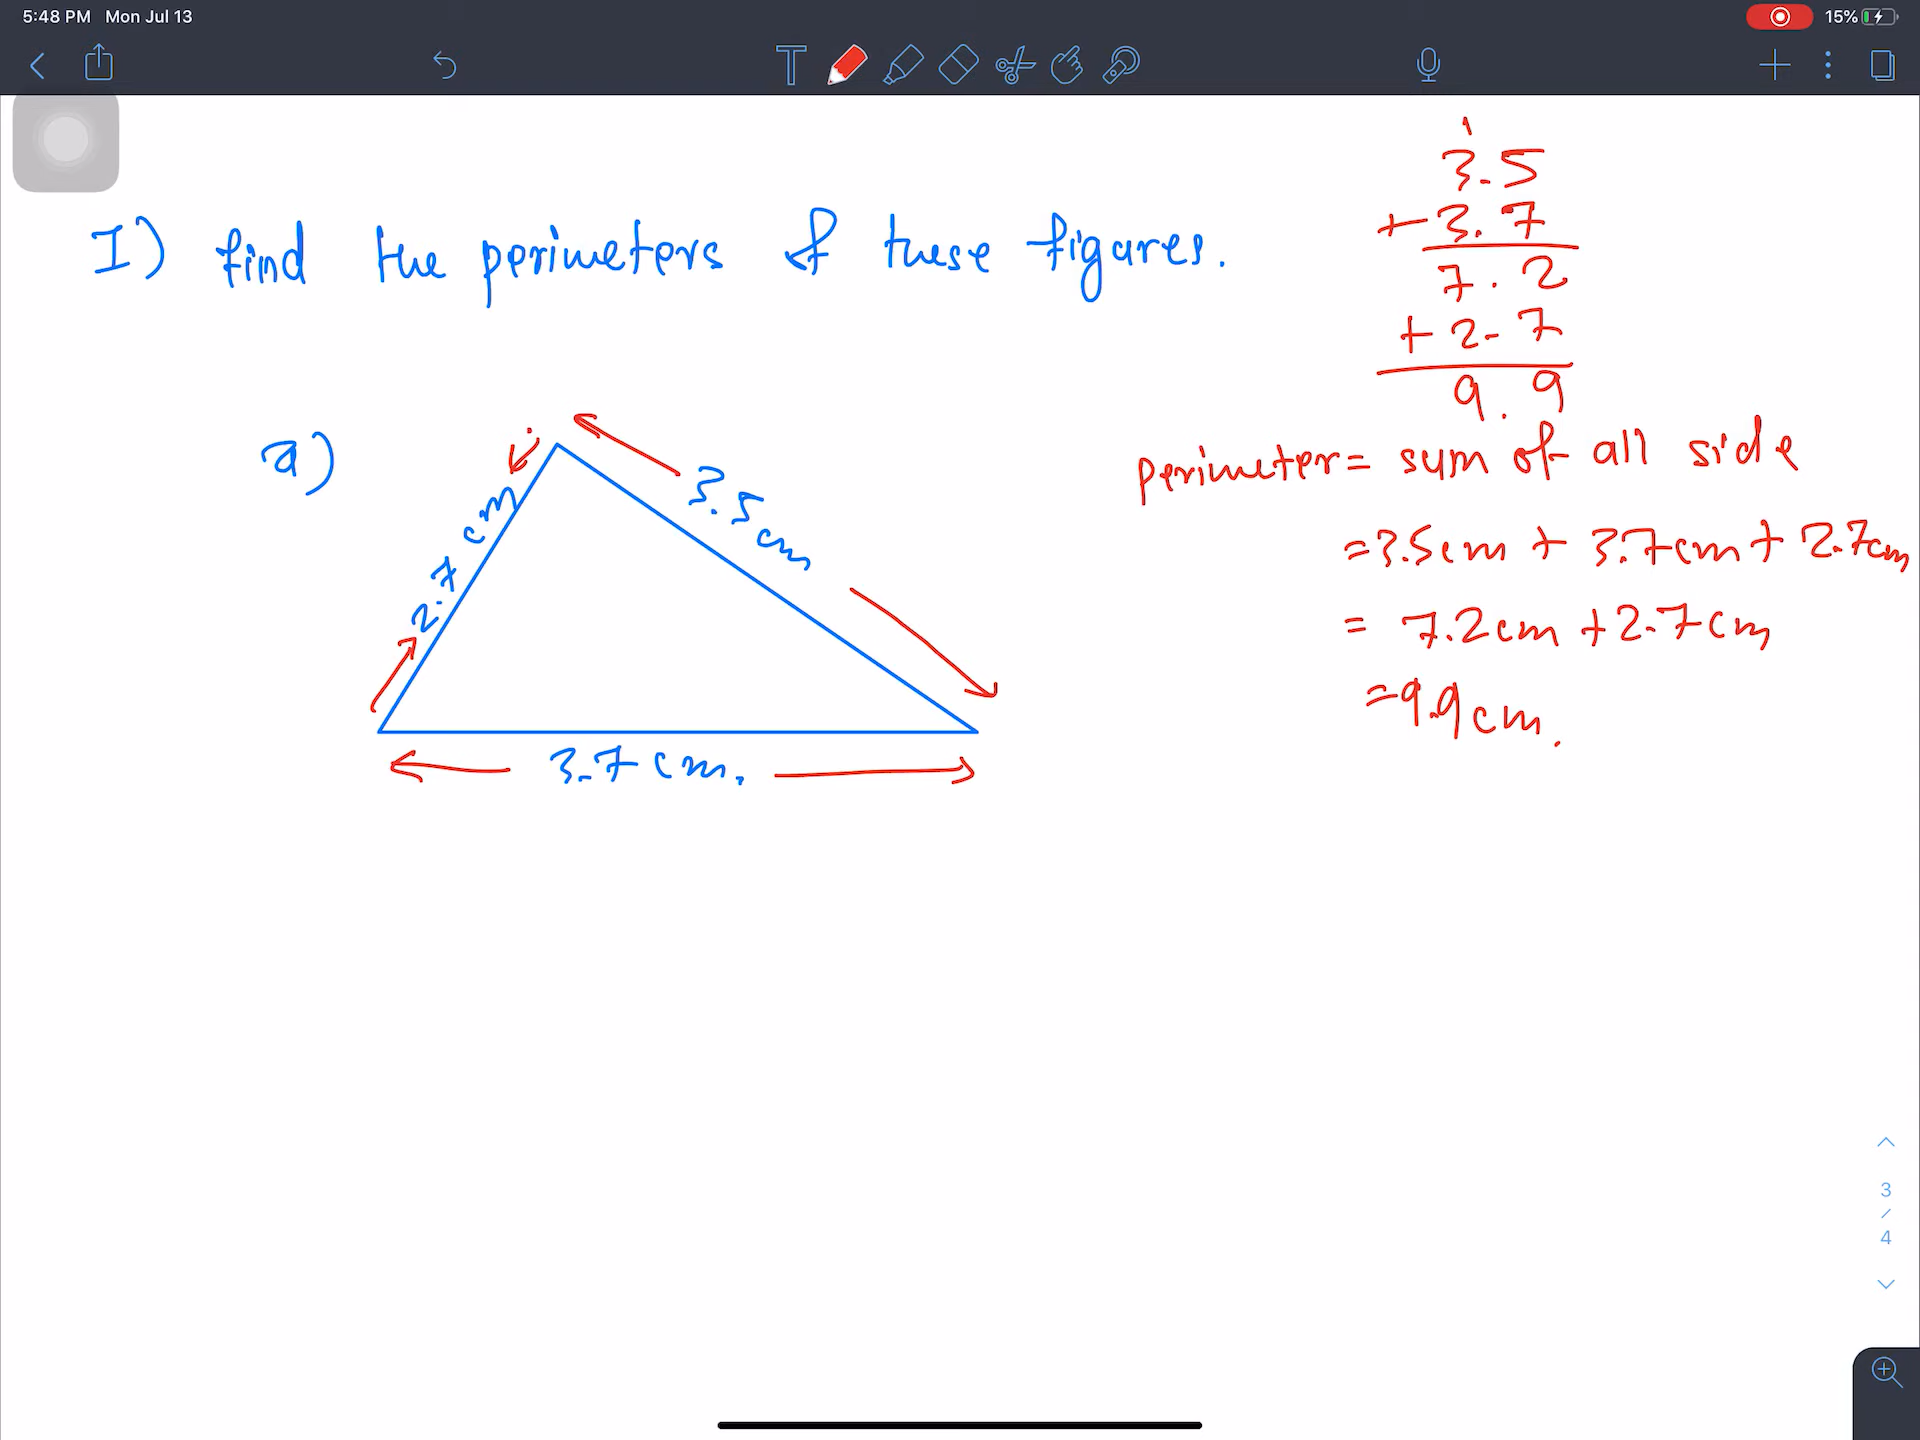 5:48 PM Mon Jul 13
15%
I) find the perimeters of these figares.
a)
2.7 cm
3.5 cm
3.7 cm.
1
3.5
+3.7
7.2
+2.7
9.9
perimeter= sum of all side
=3.5cm + 3.7cm + 2.7cm
= 7.2cm +2.7cm
=9.9cm.
3
/
4